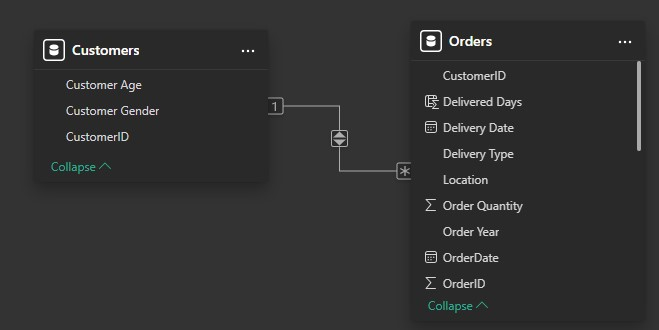 Customers
...
Customer Age
Customer Gender
CustomerID
Collapse
1
*
Orders
...
CustomerID
Delivered Days
Delivery Date
Delivery Type
Location
Σ Order Quantity
Order Year
OrderDate
Σ OrderID
Collapse